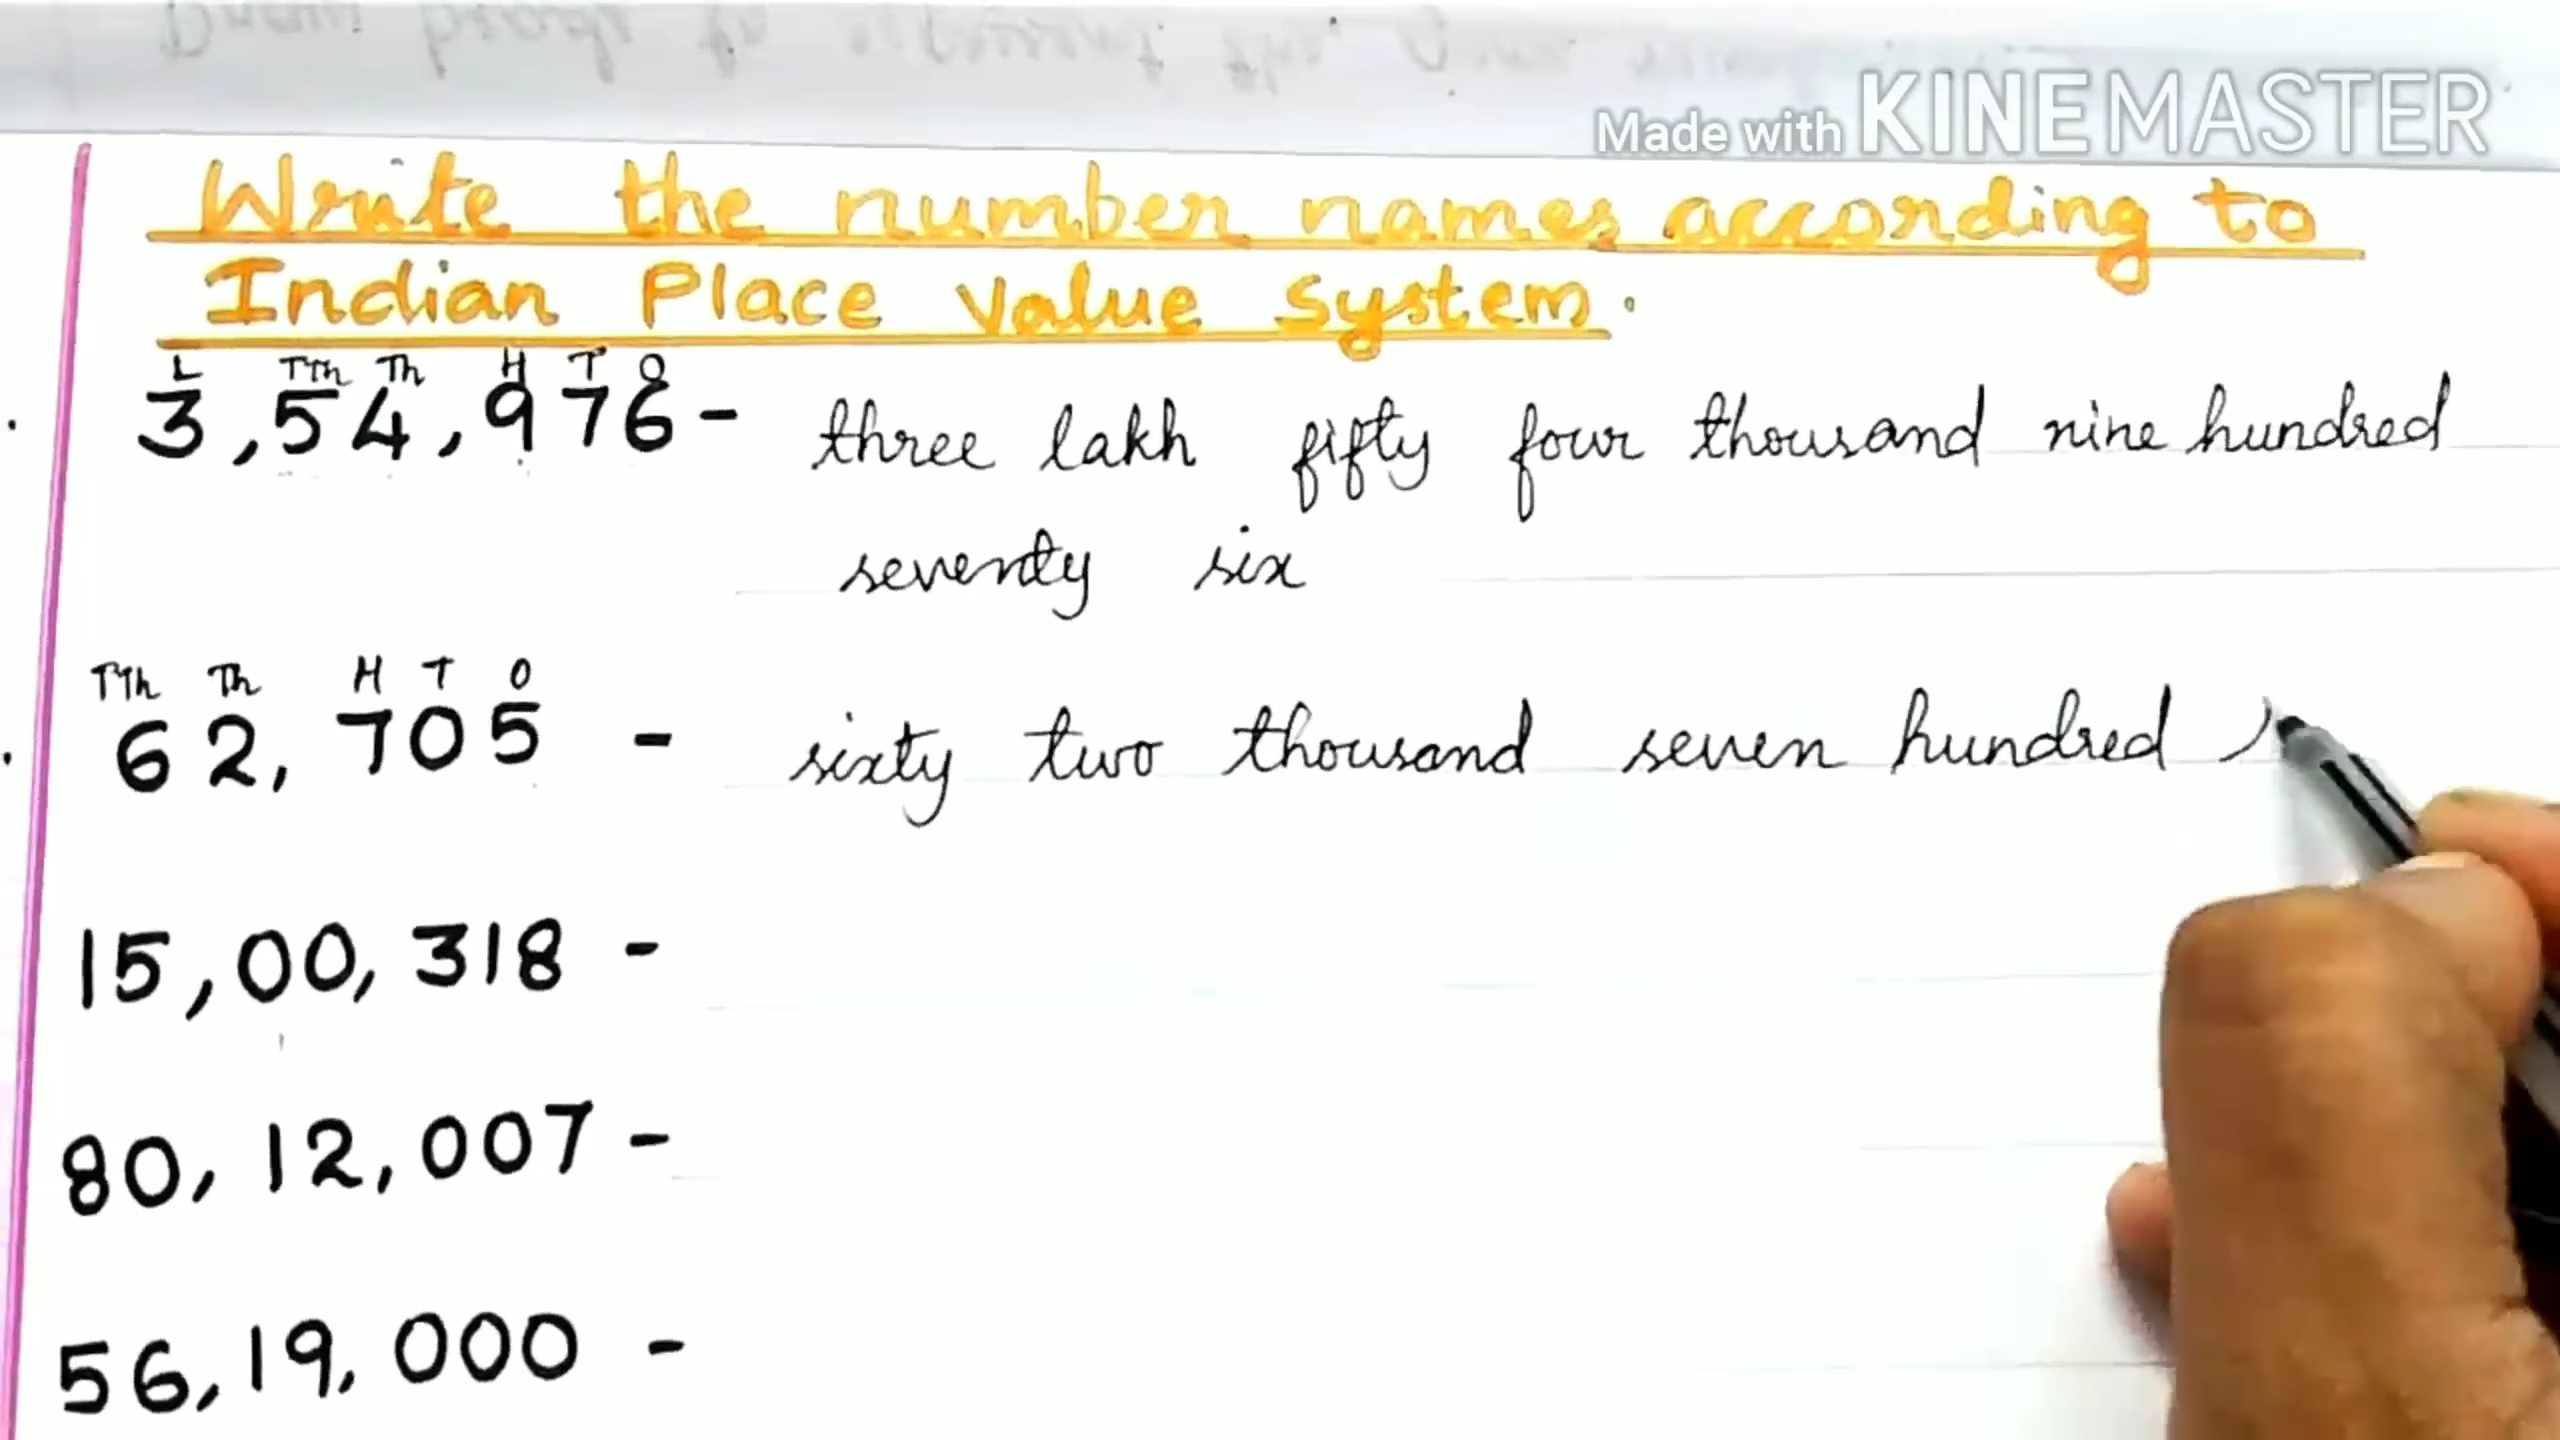 Made with KINEMASTER
Write the number names according to
Indian Place Value System.
L TTh Th H T O
3,54,976 - three lakh fifty four thousand nine hundred
seventy six
TTh Th H T O
62,705 - sixty two thousand seven hundred
15,00,318 -
80,12,007 -
56,19,000 -